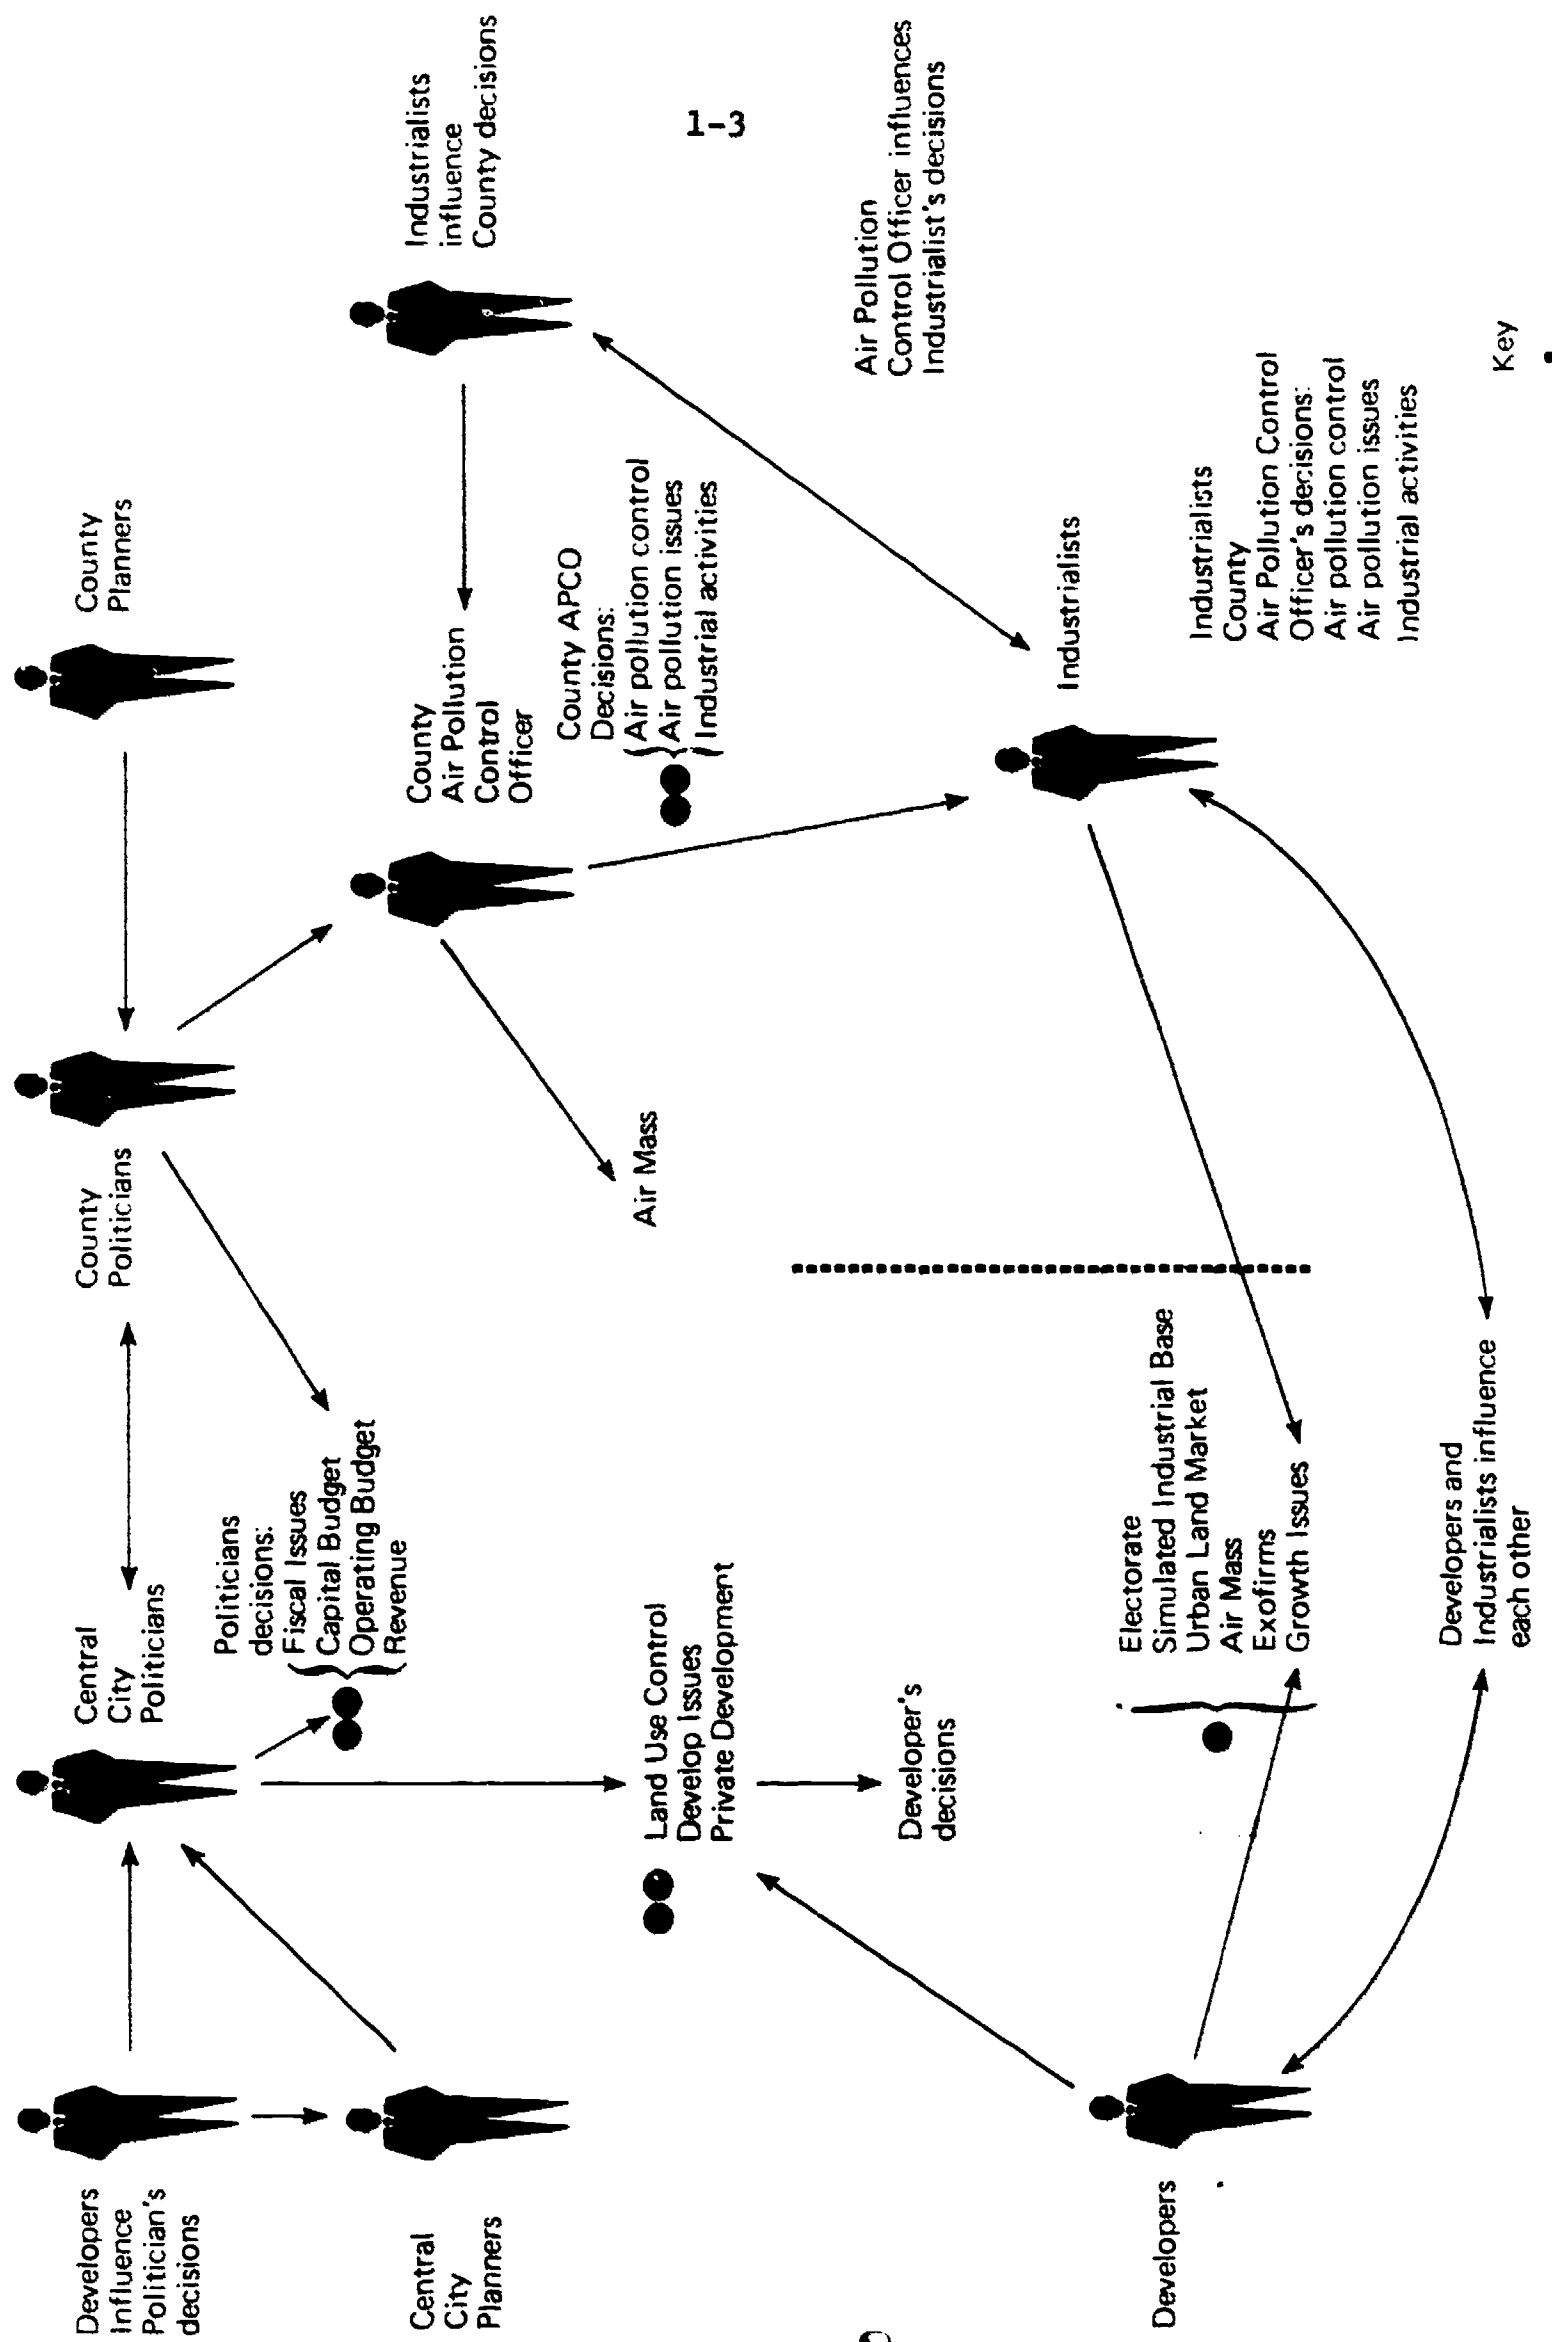 Developers
Influence
Politician's
decisions
Central
City
Politicians
County
Politicians
County
Planners
Politicians
decisions:
Fiscal Issues
Capital Budget
Operating Budget
Revenue
Central
City
Planners
County
Air Pollution
Control
Officer
Industrialists
influence
County decisions
County APCO
Decisions:
Air pollution control
Air pollution issues
Industrial activities
1-3
Land Use Control
Develop Issues
Private Development
Air Mass
Developer's
decisions
Air Pollution
Control Officer influences
Industrialist's decisions
Industrialists
Developers
Electorate
Simulated Industrial Base
Urban Land Market
Air Mass
Exofirms
Growth Issues
Industrialists
County
Air Pollution Control
Officer's decisions:
Air pollution control
Air pollution issues
Industrial activities
Developers and
Industrialists influence
each other
Key